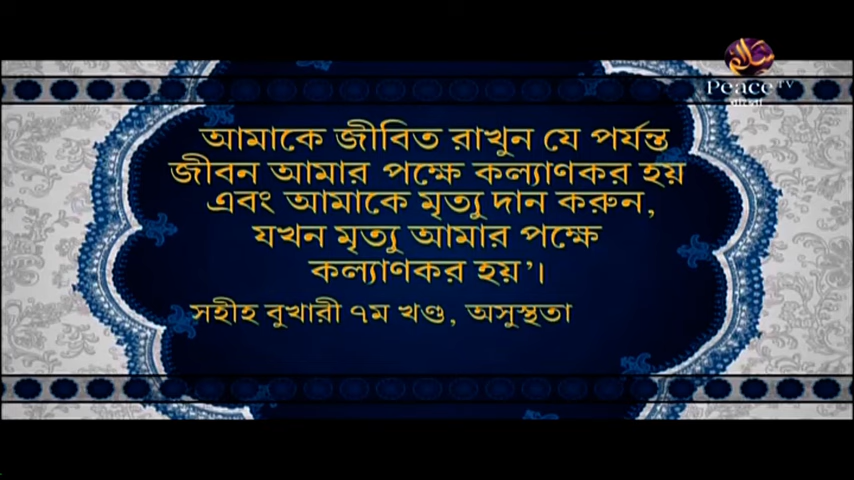 Peace TV
বাংলা
আমাকে জীবিত রাখুন যে পর্যন্ত
জীবন আমার পক্ষে কল্যাণকর হয়
এবং আমাকে মৃত্যু দান করুন,
যখন মৃত্যু আমার পক্ষে
কল্যাণকর হয়’।
সহীহ বুখারী ৭ম খণ্ড, অসুস্থতা